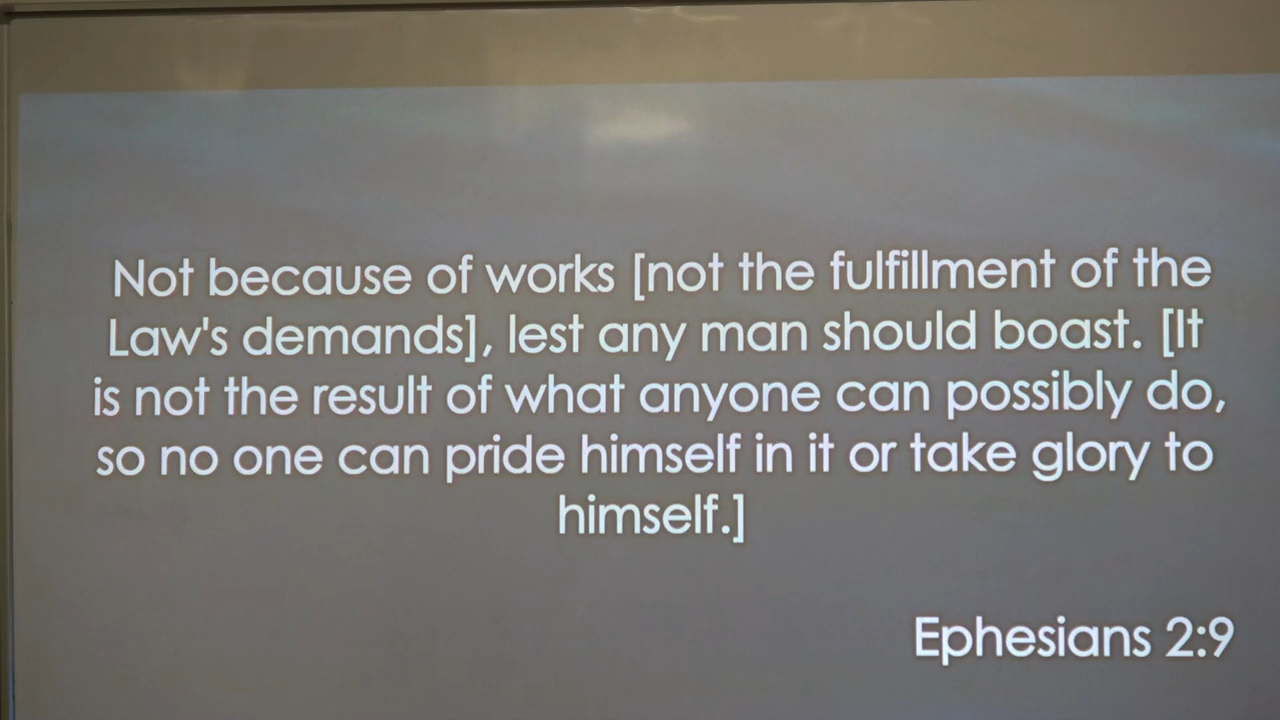 Not because of works [not the fulfillment of the
Law's demands], lest any man should boast. [It
is not the result of what anyone can possibly do,
so no one can pride himself in it or take glory to
himself.]
Ephesians 2:9